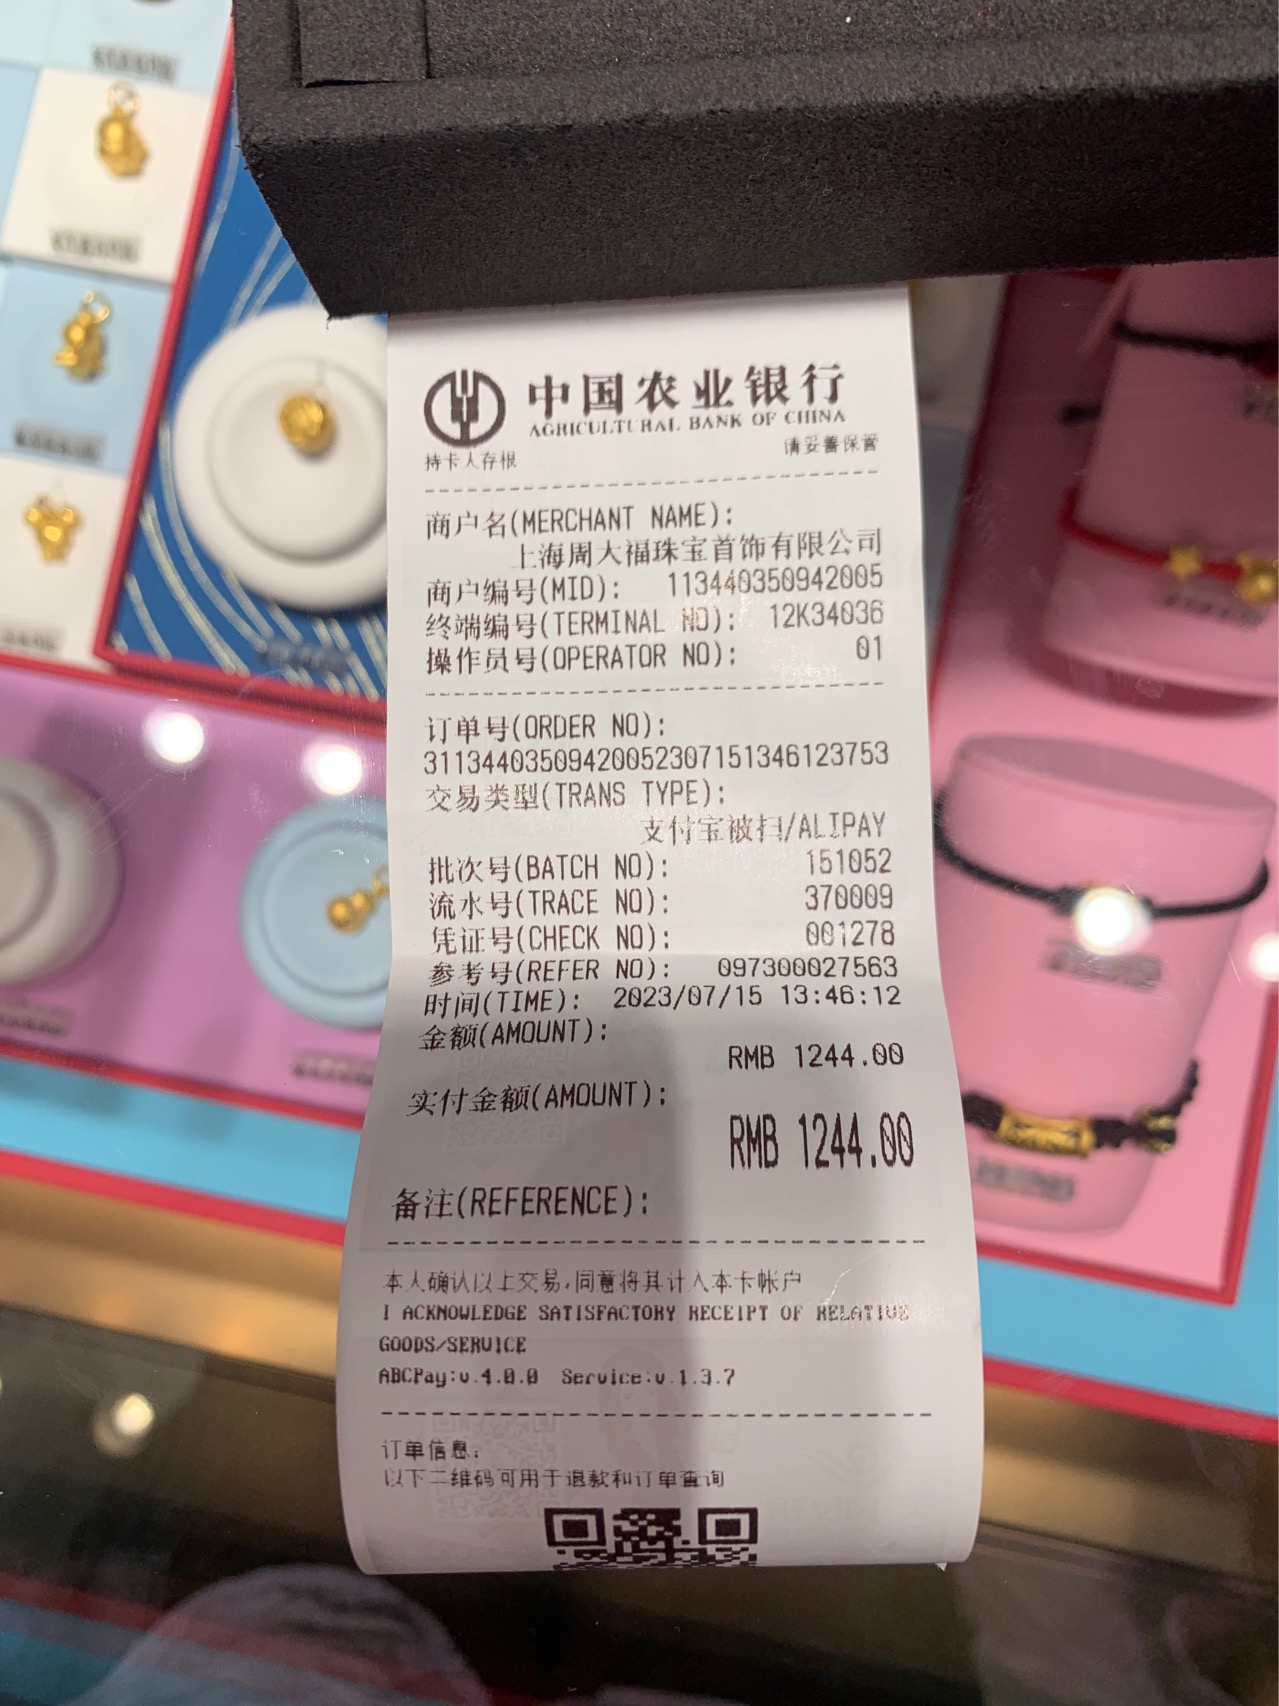 中国农业银行
AGRICULTURAL BANK OF CHINA
持卡人存根 请妥善保管
商户名(MERCHANT NAME):
上海周大福珠宝首饰有限公司
商户编号(MID): 113440350942005
终端编号(TERMINAL NO): 12K34036
操作员号(OPERATOR NO): 01
订单号(ORDER NO):
31134403509420052307151346123753
交易类型(TRANS TYPE):
支付宝被扫/ALIPAY
批次号(BATCH NO): 151052
流水号(TRACE NO): 370009
凭证号(CHECK NO): 001278
参考号(REFER NO): 097300027563
时间(TIME): 2023/07/15 13:46:12
金额(AMOUNT):
RMB 1244.00
实付金额(AMOUNT):
RMB 1244.00
备注(REFERENCE):
本人确认以上交易,同意将其计入本卡帐户
I ACKNOWLEDGE SATISFACTORY RECEIPT OF RELATIVE
GOODS/SERVICE
ABCPay:v.4.0.0 Service:v.1.3.7
订单信息:
以下二维码可用于退款和订单查询